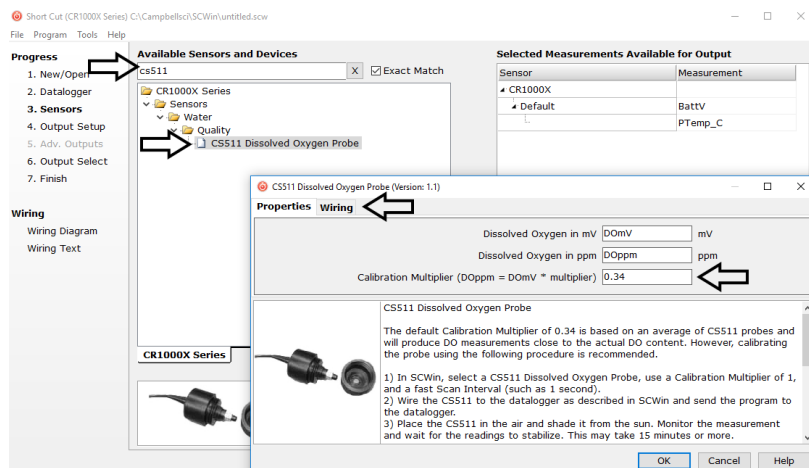 Short Cut (CR1000X Series) C:\Campbellsci\SCWin\untitled.scw
File Program Tools Help
Progress
1. New/Open
2. Datalogger
3. Sensors
4. Output Setup
5. Adv. Outputs
6. Output Select
7. Finish
Wiring
Wiring Diagram
Wiring Text
Available Sensors and Devices
cs511 X Exact Match
CR1000X Series
Sensors
Water
Quality
CS511 Dissolved Oxygen Probe
CR1000X Series
Selected Measurements Available for Output
Sensor Measurement
CR1000X
Default BattV
PTemp_C
CS511 Dissolved Oxygen Probe (Version: 1.1)
Properties Wiring
Dissolved Oxygen in mV DOmV mV
Dissolved Oxygen in ppm DOppm ppm
Calibration Multiplier (DOppm = DOmV * multiplier) 0.34
CS511 Dissolved Oxygen Probe
The default Calibration Multiplier of 0.34 is based on an average of CS511 probes and
will produce DO measurements close to the actual DO content. However, calibrating
the probe using the following procedure is recommended.
1) In SCWin, select a CS511 Dissolved Oxygen Probe, use a Calibration Multiplier of 1,
and a fast Scan Interval (such as 1 second).
2) Wire the CS511 to the datalogger as described in SCWin and send the program to
the datalogger.
3) Place the CS511 in the air and shade it from the sun. Monitor the measurement
and wait for the readings to stabilize. This may take 15 minutes or more.
OK Cancel Help